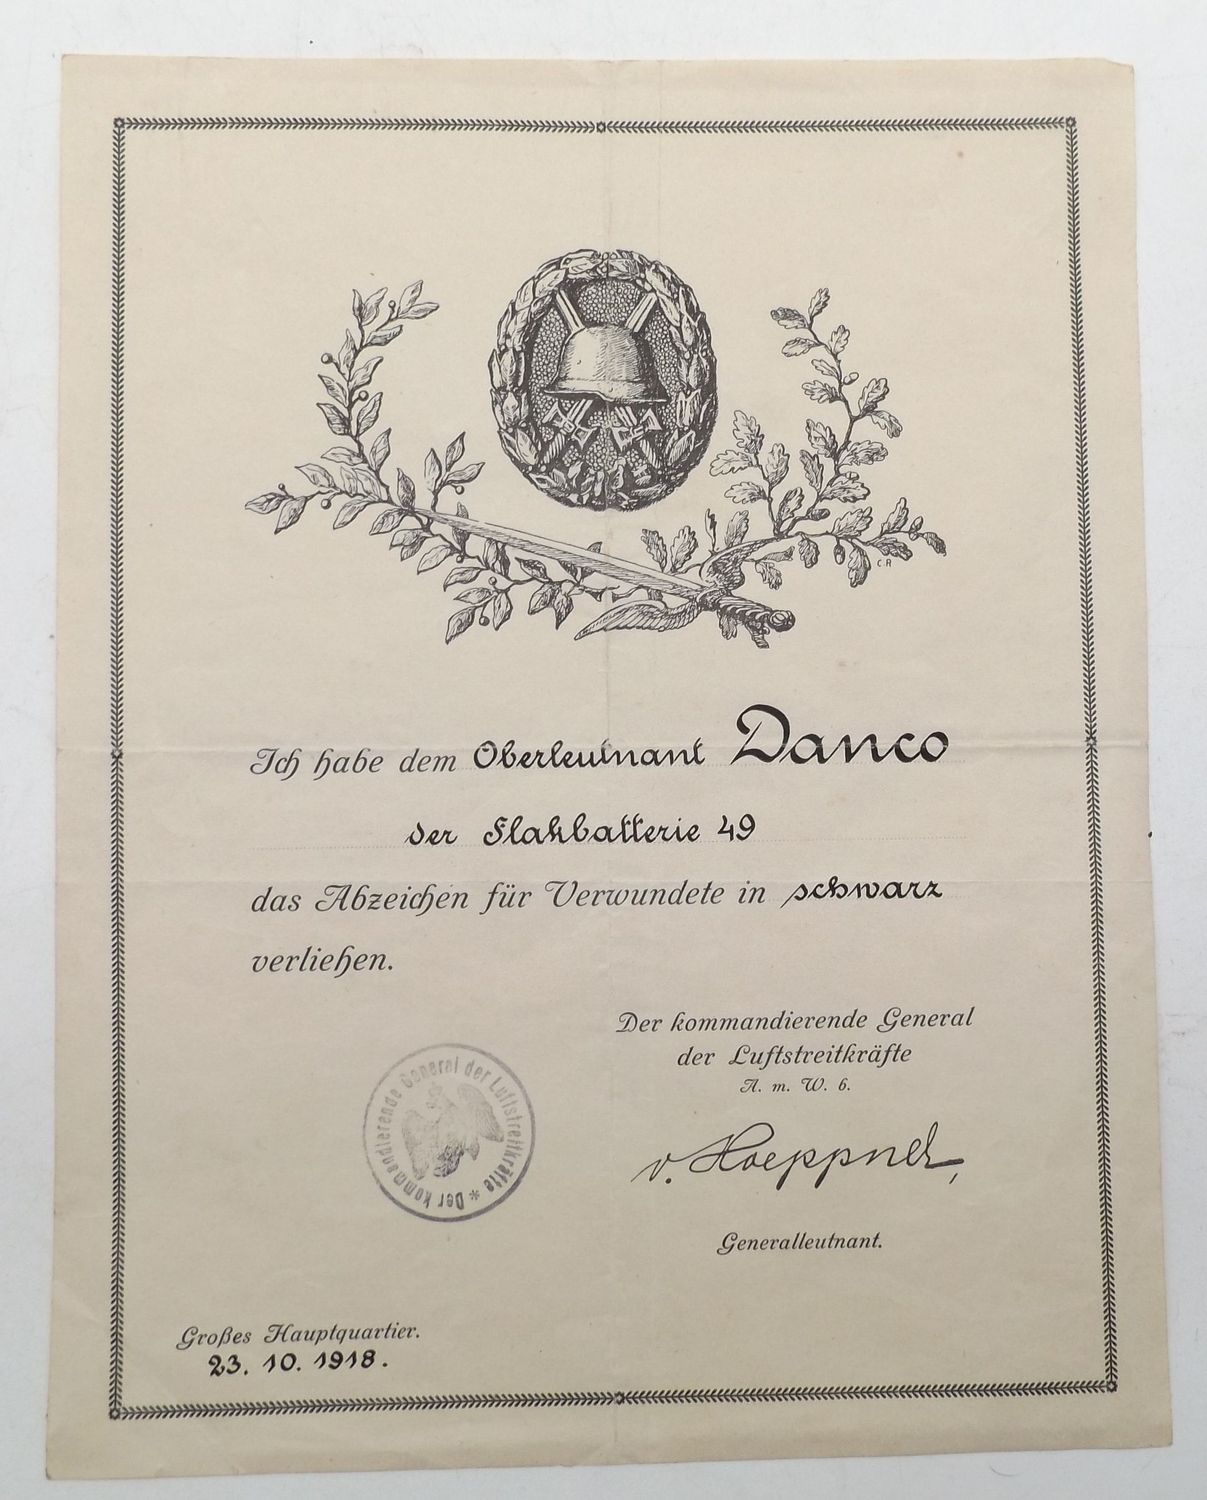 C R
Ich habe dem Oberleutnant Danco
der Flakbatterie 49
das Abzeichen für Verwundete in schwarz
verliehen.
Der kommandierende General
der Luftstreitkräfte
A. m. W. b.
v. Hoeppner,
Generalleutnant.
* Der kommandierende General der Luftstreitkräfte
Großes Hauptquartier.
23. 10. 1918.